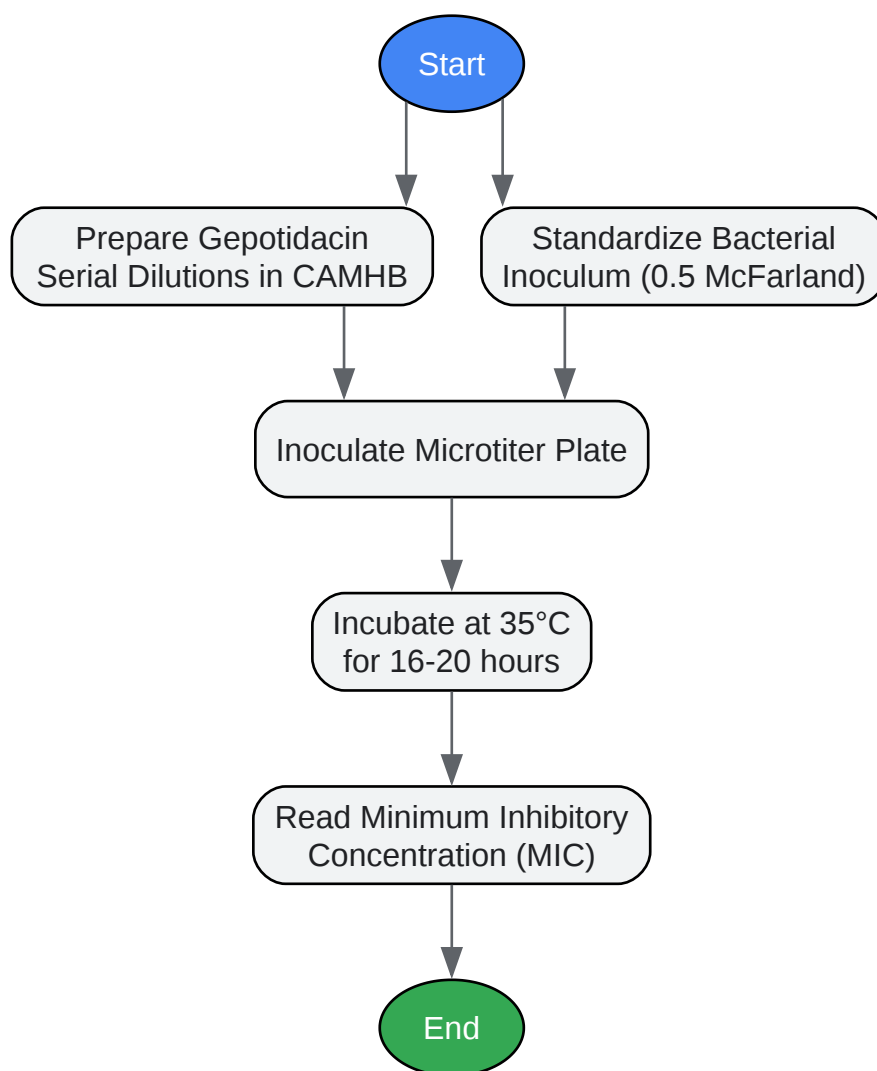 Start
Prepare Gepotidacin
Serial Dilutions in CAMHB
Standardize Bacterial
Inoculum (0.5 McFarland)
Inoculate Microtiter Plate
Incubate at 35°C
for 16-20 hours
Read Minimum Inhibitory
Concentration (MIC)
End